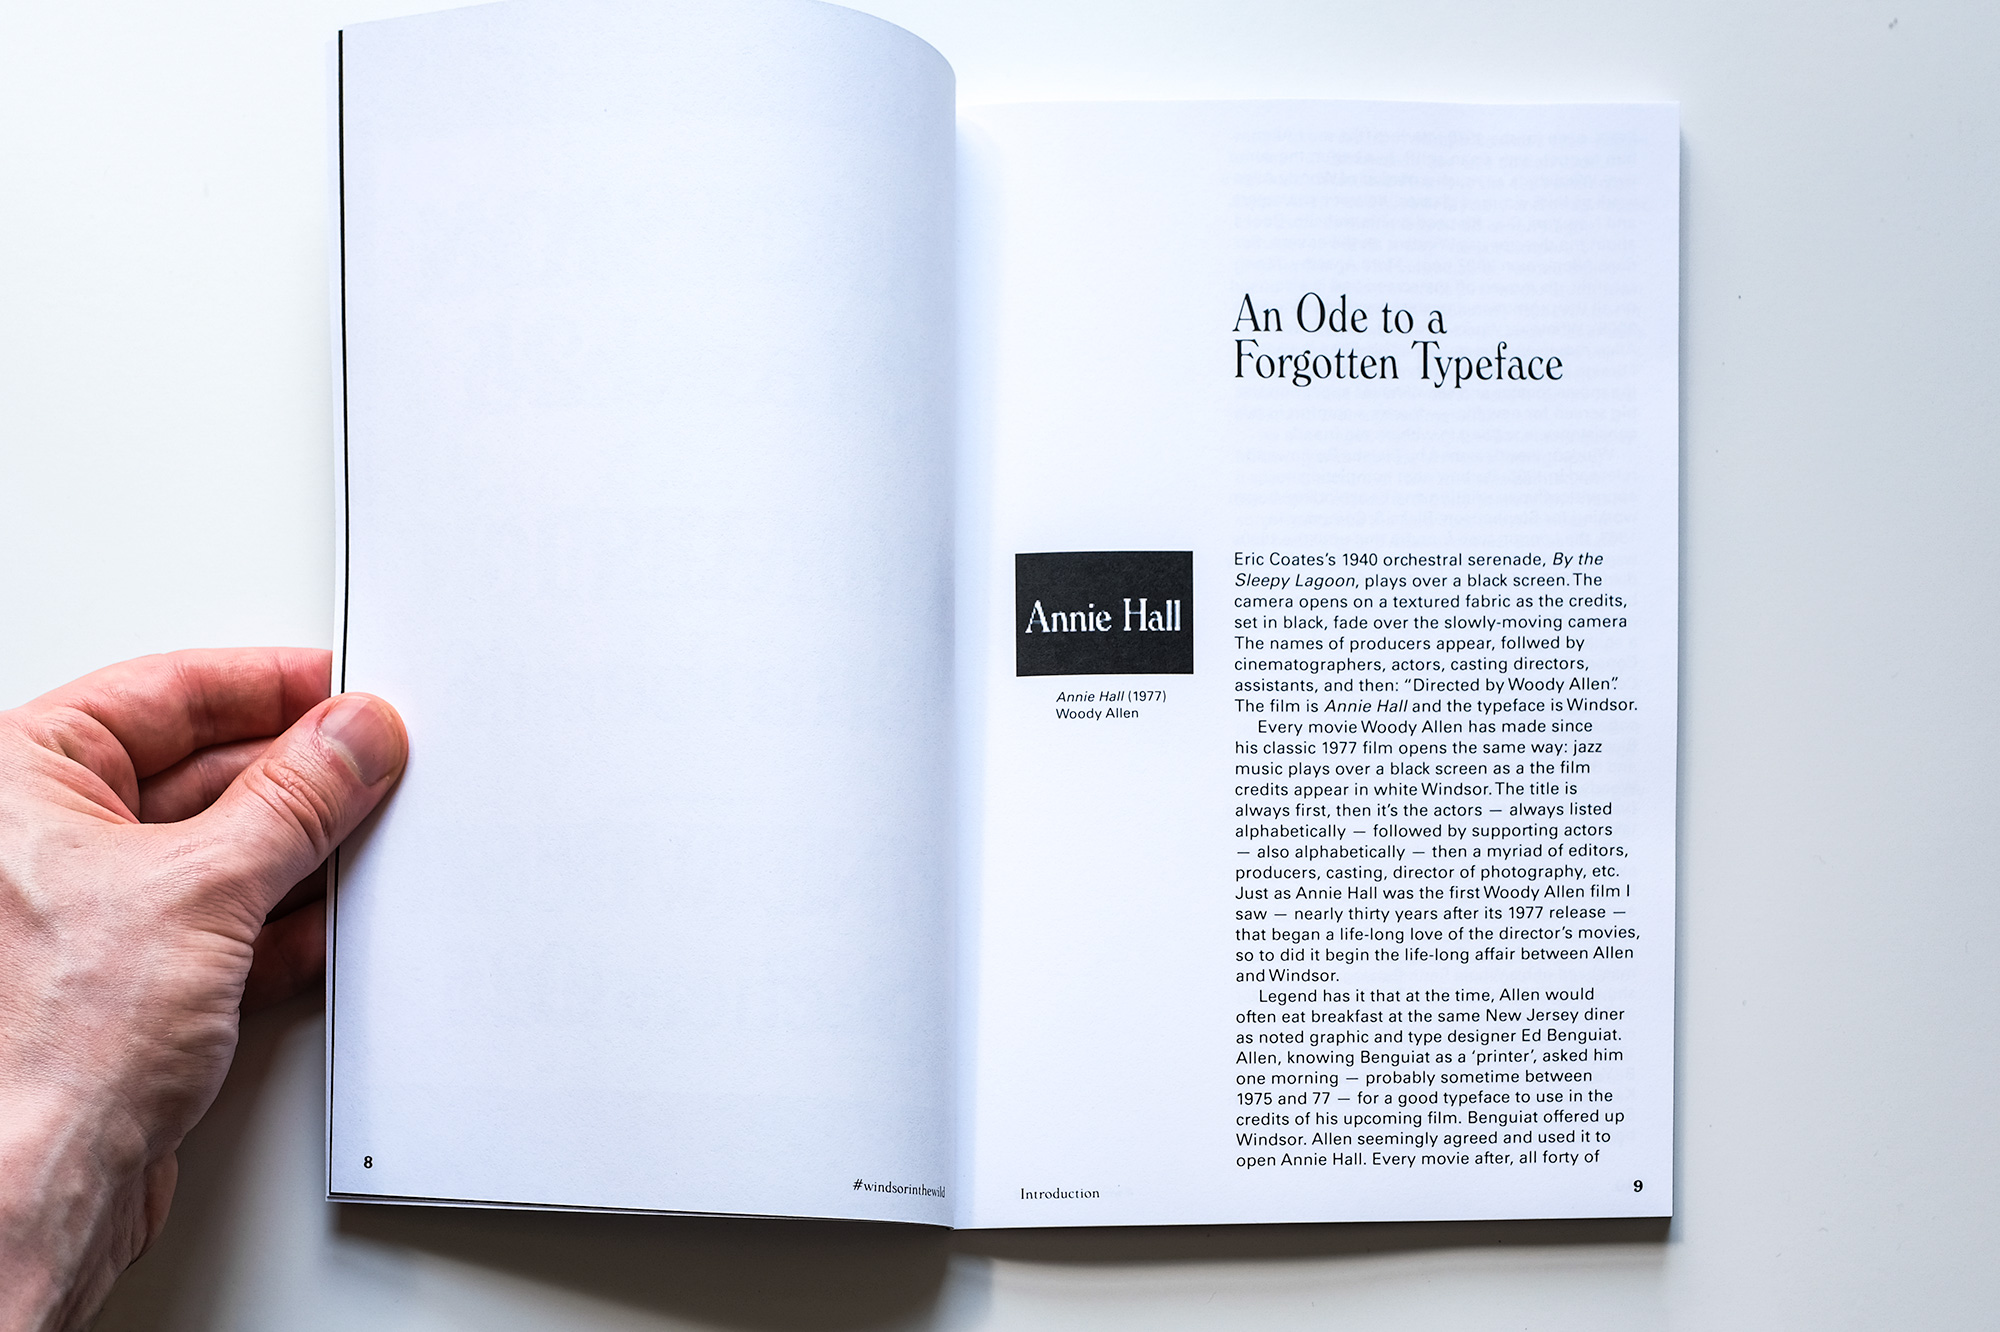 8
#windsorinthewild
An Ode to a
Forgotten Typeface
Annie Hall
Annie Hall (1977)
Woody Allen
Eric Coates's 1940 orchestral serenade, By the
Sleepy Lagoon, plays over a black screen. The
camera opens on a textured fabric as the credits,
set in black, fade over the slowly-moving camera
The names of producers appear, follwed by
cinematographers, actors, casting directors,
assistants, and then: “Directed by Woody Allen”.
The film is Annie Hall and the typeface is Windsor.
Every movie Woody Allen has made since
his classic 1977 film opens the same way: jazz
music plays over a black screen as a the film
credits appear in white Windsor. The title is
always first, then it's the actors — always listed
alphabetically — followed by supporting actors
— also alphabetically — then a myriad of editors,
producers, casting, director of photography, etc.
Just as Annie Hall was the first Woody Allen film I
saw — nearly thirty years after its 1977 release —
that began a life-long love of the director's movies,
so to did it begin the life-long affair between Allen
and Windsor.
Legend has it that at the time, Allen would
often eat breakfast at the same New Jersey diner
as noted graphic and type designer Ed Benguiat.
Allen, knowing Benguiat as a ‘printer’, asked him
one morning — probably sometime between
1975 and 77 — for a good typeface to use in the
credits of his upcoming film. Benguiat offered up
Windsor. Allen seemingly agreed and used it to
open Annie Hall. Every movie after, all forty of
Introduction
9